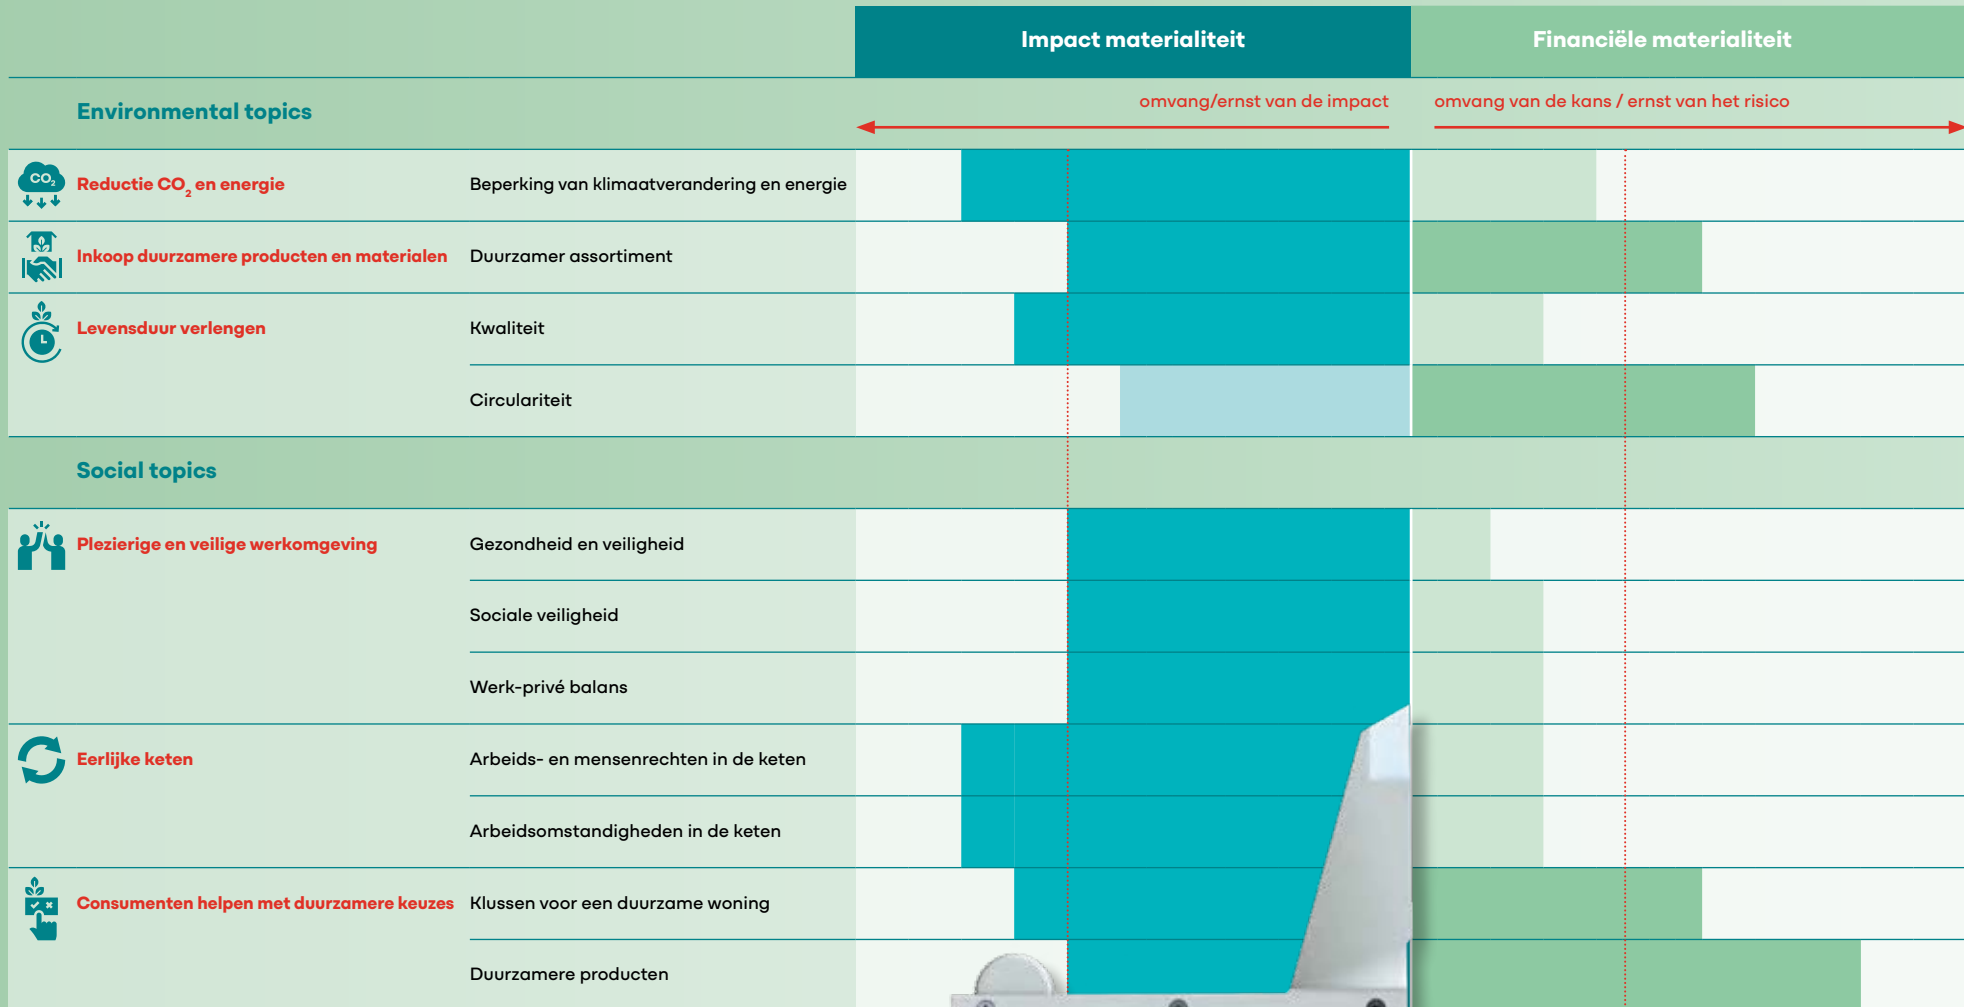 Impact materialiteit
Financiële materialiteit
Environmental topics
omvang/ernst van de impact
omvang van de kans / ernst van het risico
CO₂
Reductie CO₂ en energie
Beperking van klimaatverandering en energie
Inkoop duurzamere producten en materialen
Duurzamer assortiment
Levensduur verlengen
Kwaliteit
Circulariteit
Social topics
Plezierige en veilige werkomgeving
Gezondheid en veiligheid
Sociale veiligheid
Werk-privé balans
Eerlijke keten
Arbeids- en mensenrechten in de keten
Arbeidsomstandigheden in de keten
Consumenten helpen met duurzamere keuzes
Klussen voor een duurzame woning
Duurzamere producten